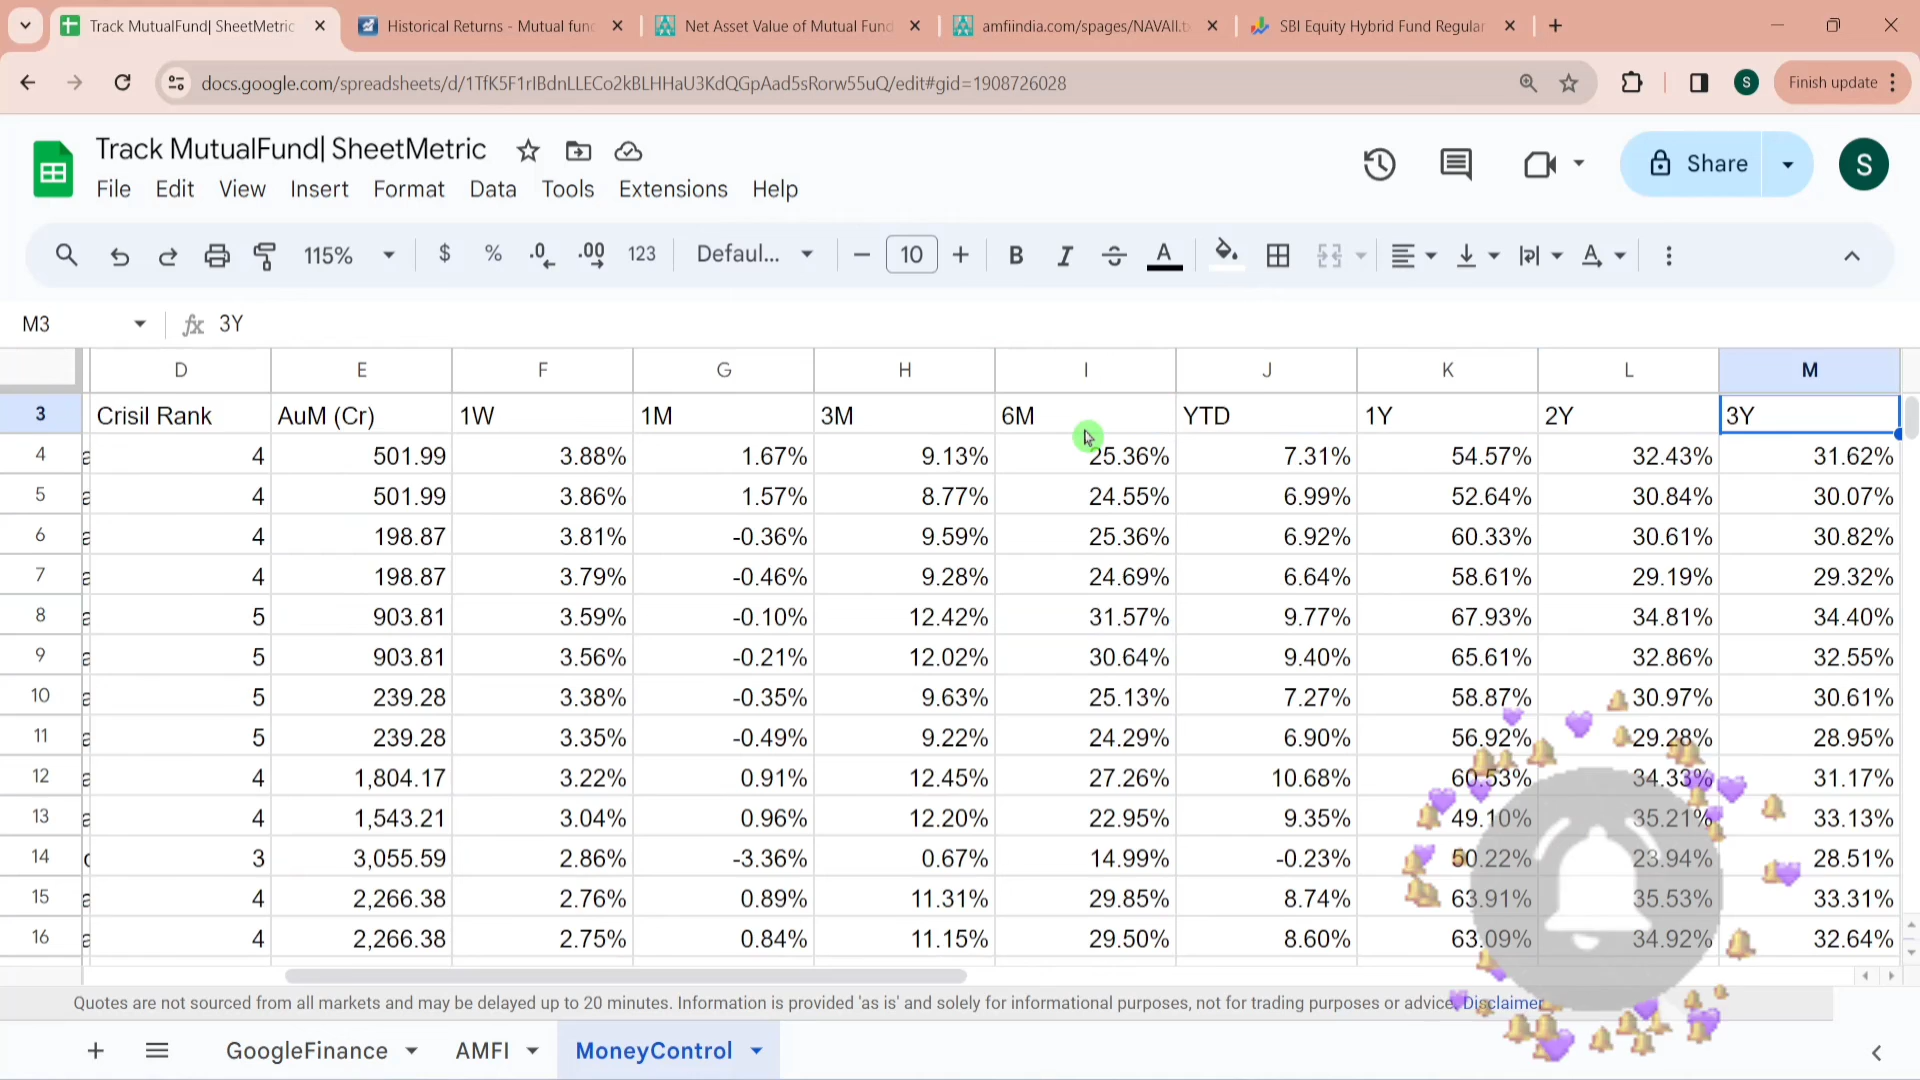 Track MutualFund| SheetMetric
Historical Returns - Mutual fun
Net Asset Value of Mutual Fund
amfiindia.com/spages/NAVAll.t
SBI Equity Hybrid Fund Regular
docs.google.com/spreadsheets/d/1TfK5F1rIBdnLLECo2kBLHHaU3KdQGpAad5sRorw55uQ/edit#gid=1908726028
S
Finish update
Track MutualFund| SheetMetric
File Edit View Insert Format Data Tools Extensions Help
Share
S
115% $ % .0 .00 123 Defaul... 10 B I A
M3 fx 3Y
D E F G H I J K L M
3 Crisil Rank AuM (Cr) 1W 1M 3M 6M YTD 1Y 2Y 3Y
4 4 501.99 3.88% 1.67% 9.13% 25.36% 7.31% 54.57% 32.43% 31.62%
5 4 501.99 3.86% 1.57% 8.77% 24.55% 6.99% 52.64% 30.84% 30.07%
6 4 198.87 3.81% -0.36% 9.59% 25.36% 6.92% 60.33% 30.61% 30.82%
7 4 198.87 3.79% -0.46% 9.28% 24.69% 6.64% 58.61% 29.19% 29.32%
8 5 903.81 3.59% -0.10% 12.42% 31.57% 9.77% 67.93% 34.81% 34.40%
9 5 903.81 3.56% -0.21% 12.02% 30.64% 9.40% 65.61% 32.86% 32.55%
10 5 239.28 3.38% -0.35% 9.63% 25.13% 7.27% 58.87% 30.97% 30.61%
11 5 239.28 3.35% -0.49% 9.22% 24.29% 6.90% 56.92% 29.28% 28.95%
12 4 1,804.17 3.22% 0.91% 12.45% 27.26% 10.68% 60.53% 34.33% 31.17%
13 4 1,543.21 3.04% 0.96% 12.20% 22.95% 9.35% 49.10% 35.21% 33.13%
14 3 3,055.59 2.86% -3.36% 0.67% 14.99% -0.23% 50.22% 23.94% 28.51%
15 4 2,266.38 2.76% 0.89% 11.31% 29.85% 8.74% 63.91% 35.53% 33.31%
16 4 2,266.38 2.75% 0.84% 11.15% 29.50% 8.60% 63.09% 34.92% 32.64%
Quotes are not sourced from all markets and may be delayed up to 20 minutes. Information is provided 'as is' and solely for informational purposes, not for trading purposes or advice. Disclaimer
GoogleFinance AMFI MoneyControl